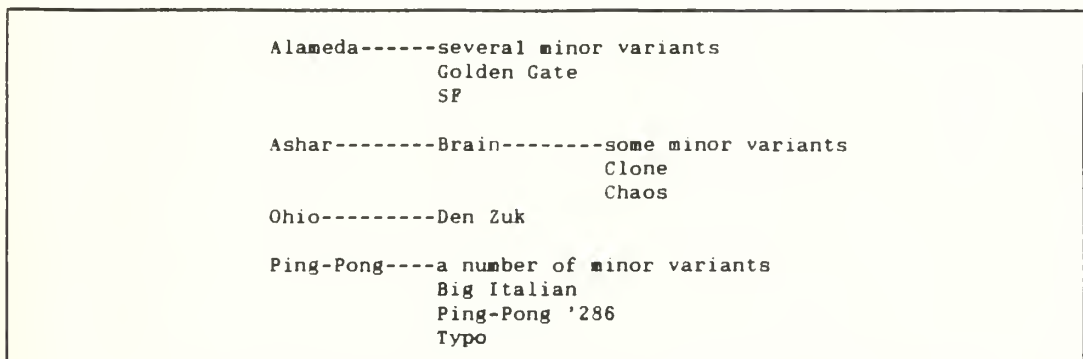 Alameda------several minor variants
Golden Gate
SF
Ashar--------Brain--------some minor variants
Clone
Chaos
Ohio---------Den Zuk
Ping-Pong----a number of minor variants
Big Italian
Ping-Pong '286
Typo